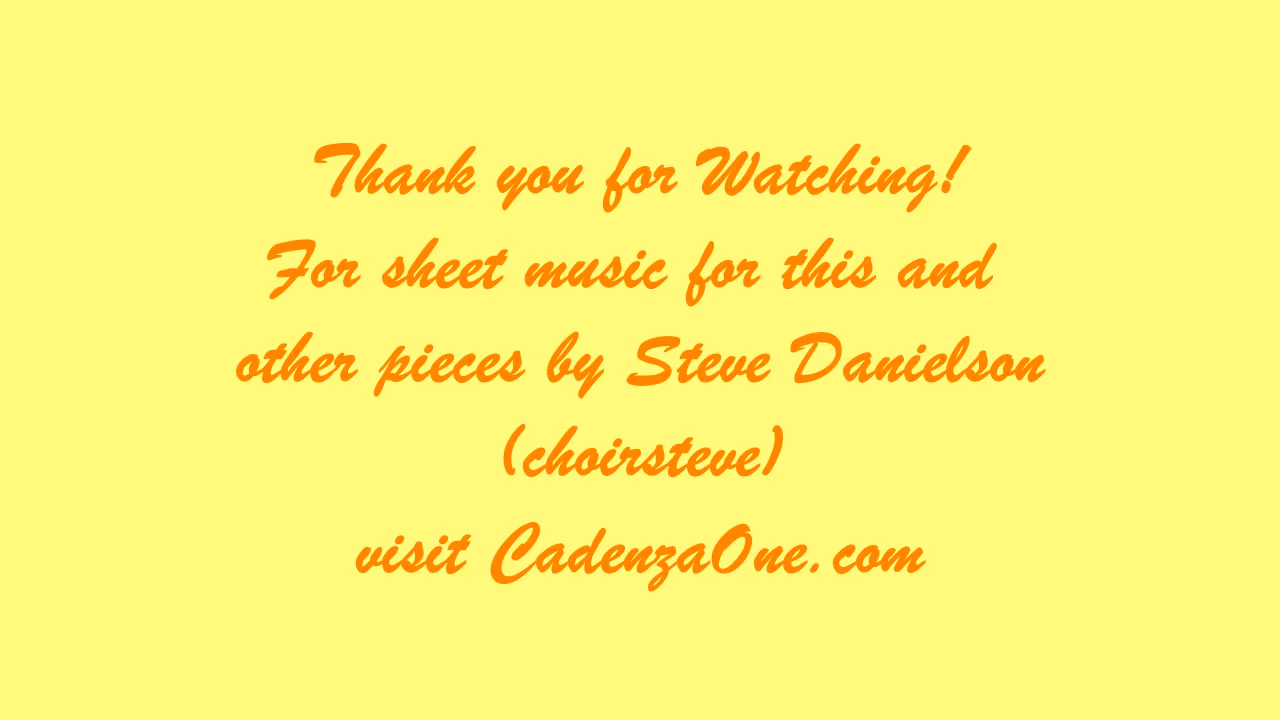 Thank you for Watching!
For sheet music for this and
other pieces by Steve Danielson
(choirsteve)
visit CadenzaOne.com